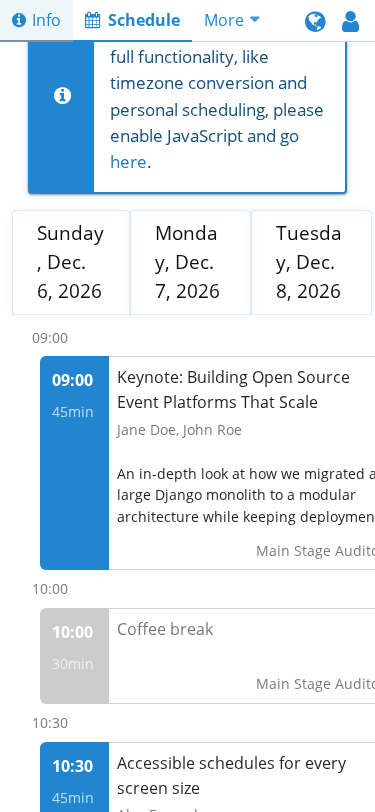 Info Schedule More
full functionality, like
timezone conversion and
personal scheduling, please
enable JavaScript and go
here.
Sunday
, Dec.
6, 2026
Monda
y, Dec.
7, 2026
Tuesda
y, Dec.
8, 2026
09:00
09:00
45min
Keynote: Building Open Source
Event Platforms That Scale
Jane Doe, John Roe
An in-depth look at how we migrated a
large Django monolith to a modular
architecture while keeping deploymen
Main Stage Audito
10:00
10:00
30min
Coffee break
Main Stage Audito
10:30
10:30
45min
Accessible schedules for every
screen size